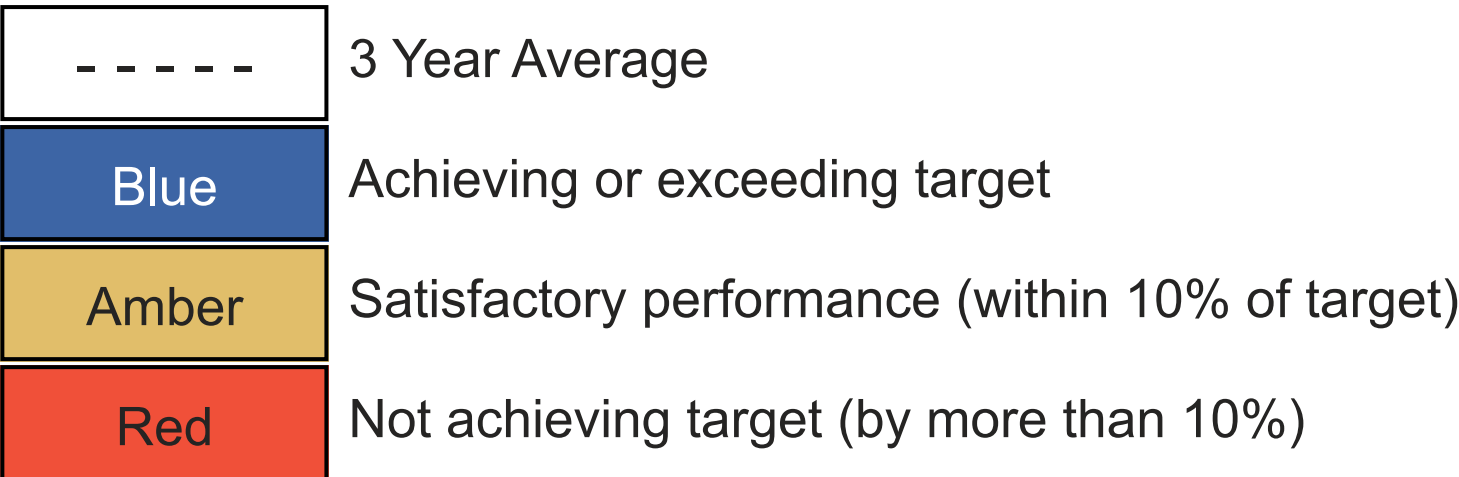 3 Year Average
Blue Achieving or exceeding target
Amber Satisfactory performance (within 10% of target)
Red Not achieving target (by more than 10%)